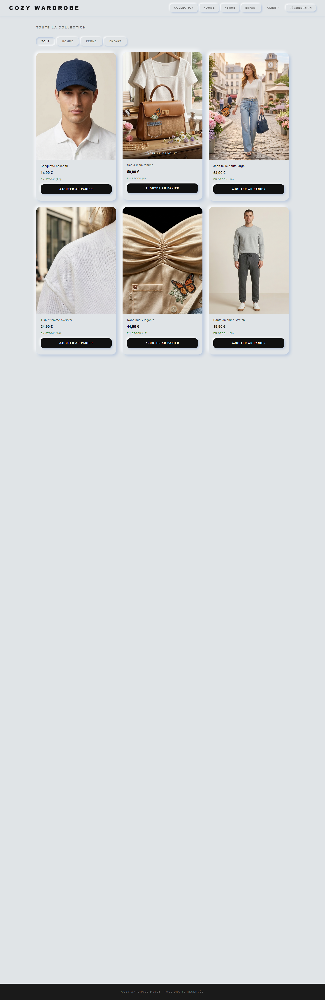 COZY WARDROBE
COLLECTION HOMME FEMME ENFANT CLIENT1 DÉCONNEXION
TOUTE LA COLLECTION
TOUT HOMME FEMME ENFANT
VOIR LE PRODUIT
Casquette baseball
14,90 €
EN STOCK (22)
AJOUTER AU PANIER
Sac a main femme
59,90 €
EN STOCK (8)
AJOUTER AU PANIER
Jean taille haute large
54,90 €
EN STOCK (10)
AJOUTER AU PANIER
T-shirt femme oversize
24,90 €
EN STOCK (16)
AJOUTER AU PANIER
Robe midi elegante
44,90 €
EN STOCK (12)
AJOUTER AU PANIER
Pantalon chino stretch
19,90 €
EN STOCK (25)
AJOUTER AU PANIER
COZY WARDROBE © 2026 - TOUS DROITS RÉSERVÉS